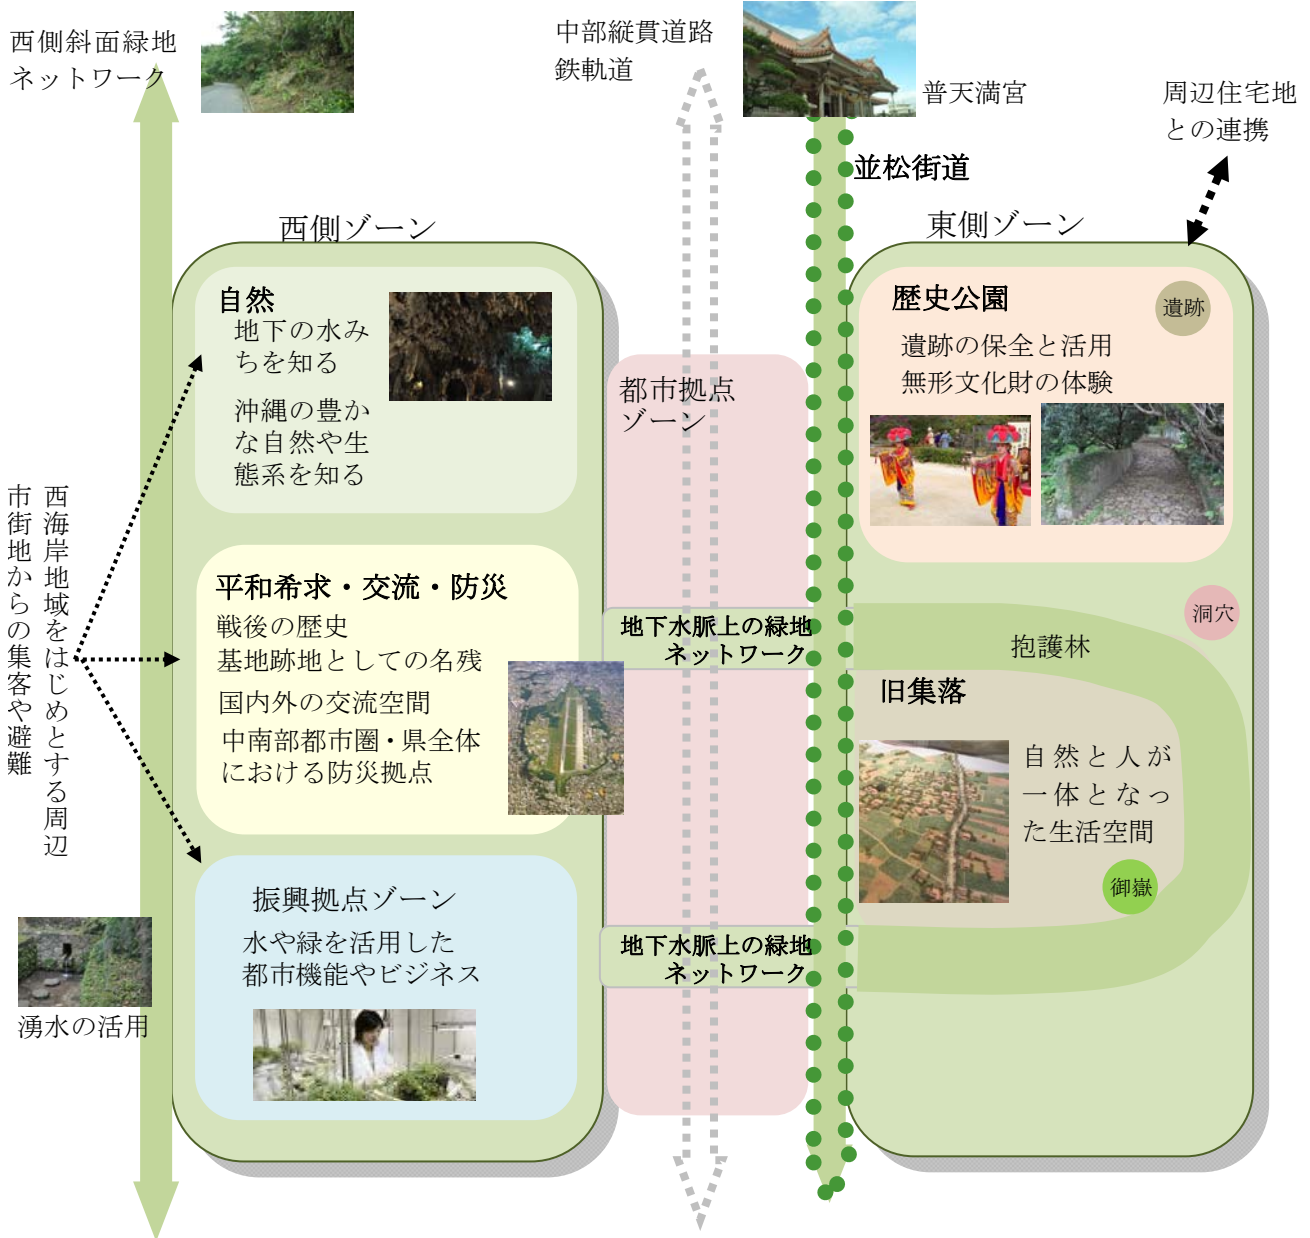 西側斜面緑地
ネットワーク
中部縦貫道路
鉄軌道
普天満宮
周辺住宅地
との連携
並松街道
西側ゾーン
東側ゾーン
自然
地下の水み
ちを知る
沖縄の豊か
な自然や生
態系を知る
都市拠点
ゾーン
歴史公園
遺跡
遺跡の保全と活用
無形文化財の体験
西海岸地域をはじめとする周辺
市街地からの集客や避難
平和希求・交流・防災
戦後の歴史
基地跡地としての名残
国内外の交流空間
中南部都市圏・県全体
における防災拠点
地下水脈上の緑地
ネットワーク
洞穴
抱護林
旧集落
自然と人が
一体となっ
た生活空間
御嶽
振興拠点ゾーン
水や緑を活用した
都市機能やビジネス
地下水脈上の緑地
ネットワーク
湧水の活用